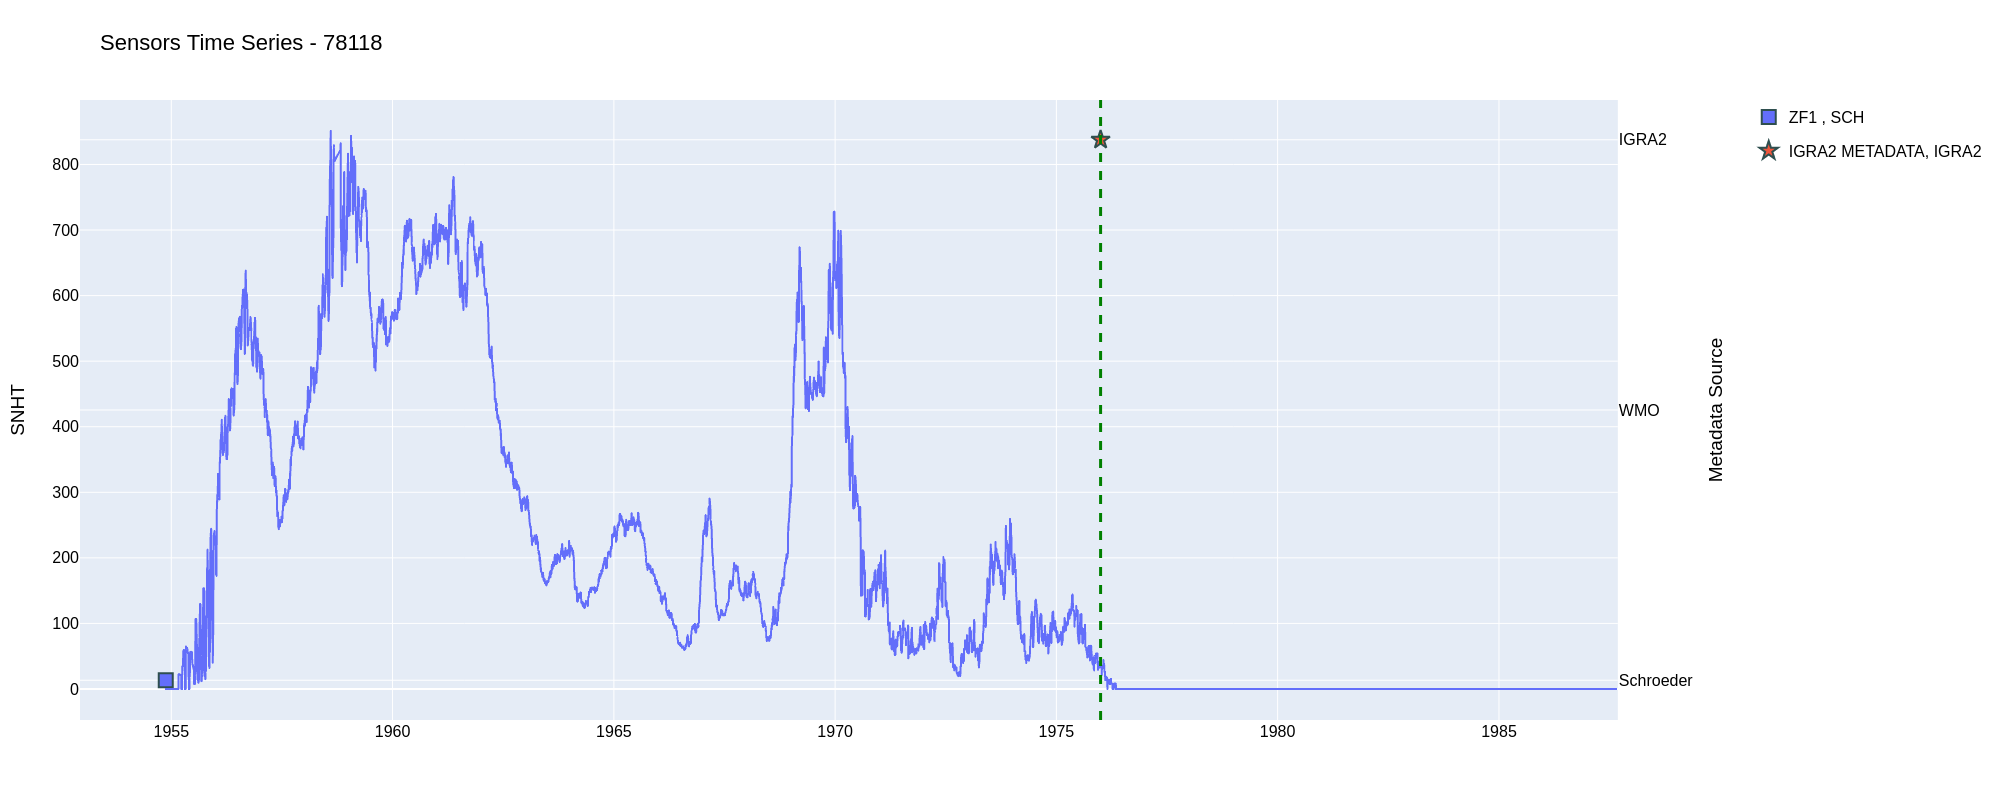 Sensors Time Series - 78118
ZF1 , SCH
IGRA2 METADATA, IGRA2
SNHT
800
700
600
500
400
300
200
100
0
1955
1960
1965
1970
1975
1980
1985
IGRA2
WMO
Schroeder
Metadata Source